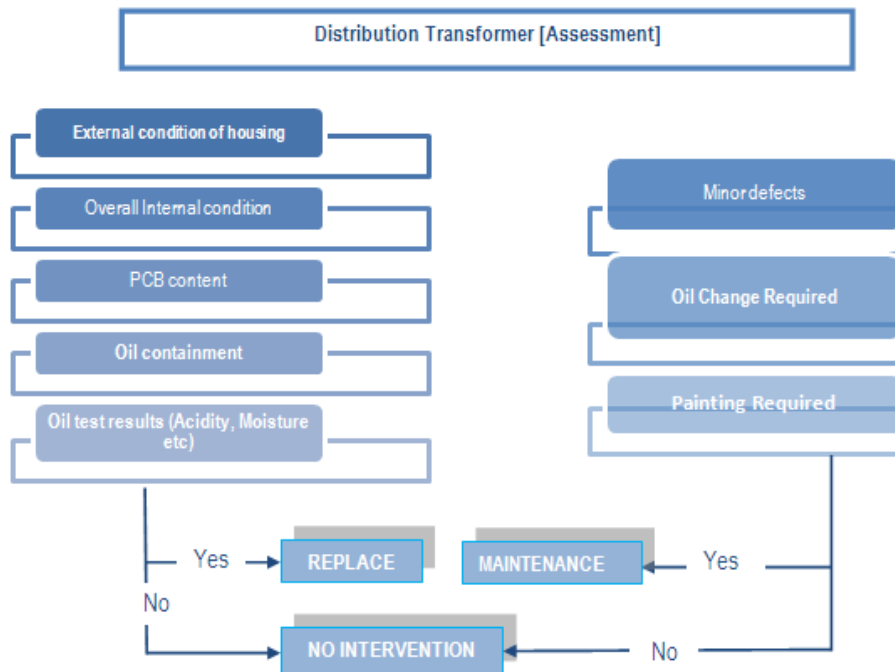 Distribution Transformer [Assessment]
External condition of housing
Overall Internal condition
PCB content
Oil containment
Oil test results (Acidity, Moisture
etc)
Minor defects
Oil Change Required
Painting Required
Yes
REPLACE
MAINTENANCE
Yes
No
NO INTERVENTION
No